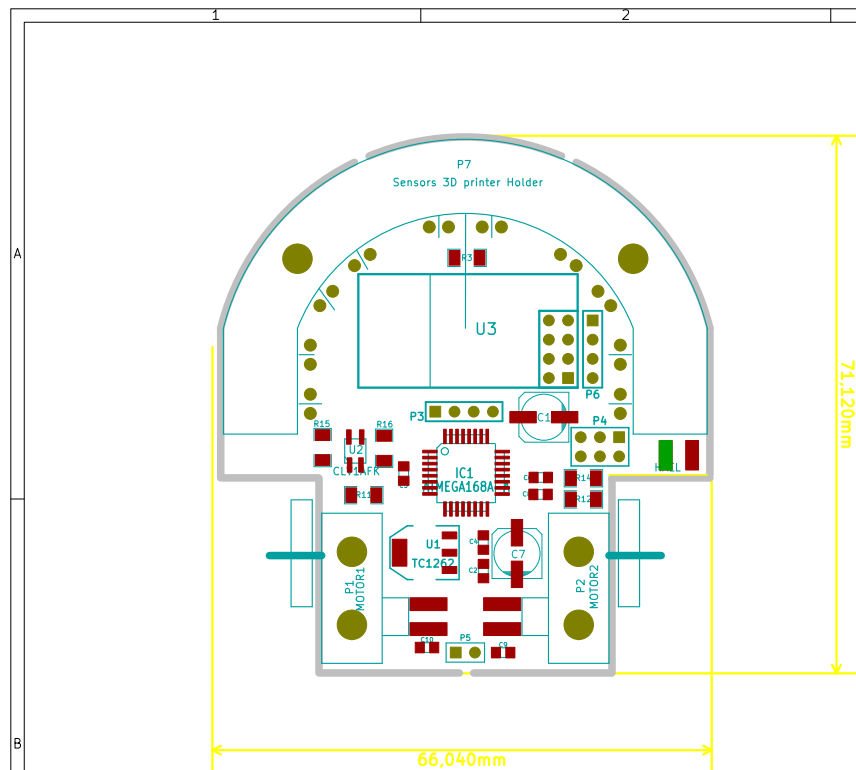 1
2
P7
Sensors 3D printer Holder
A
R3
U3
P6
71,120mm
P3
C1
P4
R15
R16
U2
CLY1AFK
IC1
MEGA168A
R14
R11
R12
C4
U1
C7
TC1262
C2
P1
MOTOR1
P2
MOTOR2
C10
P5
C9
B
66,040mm